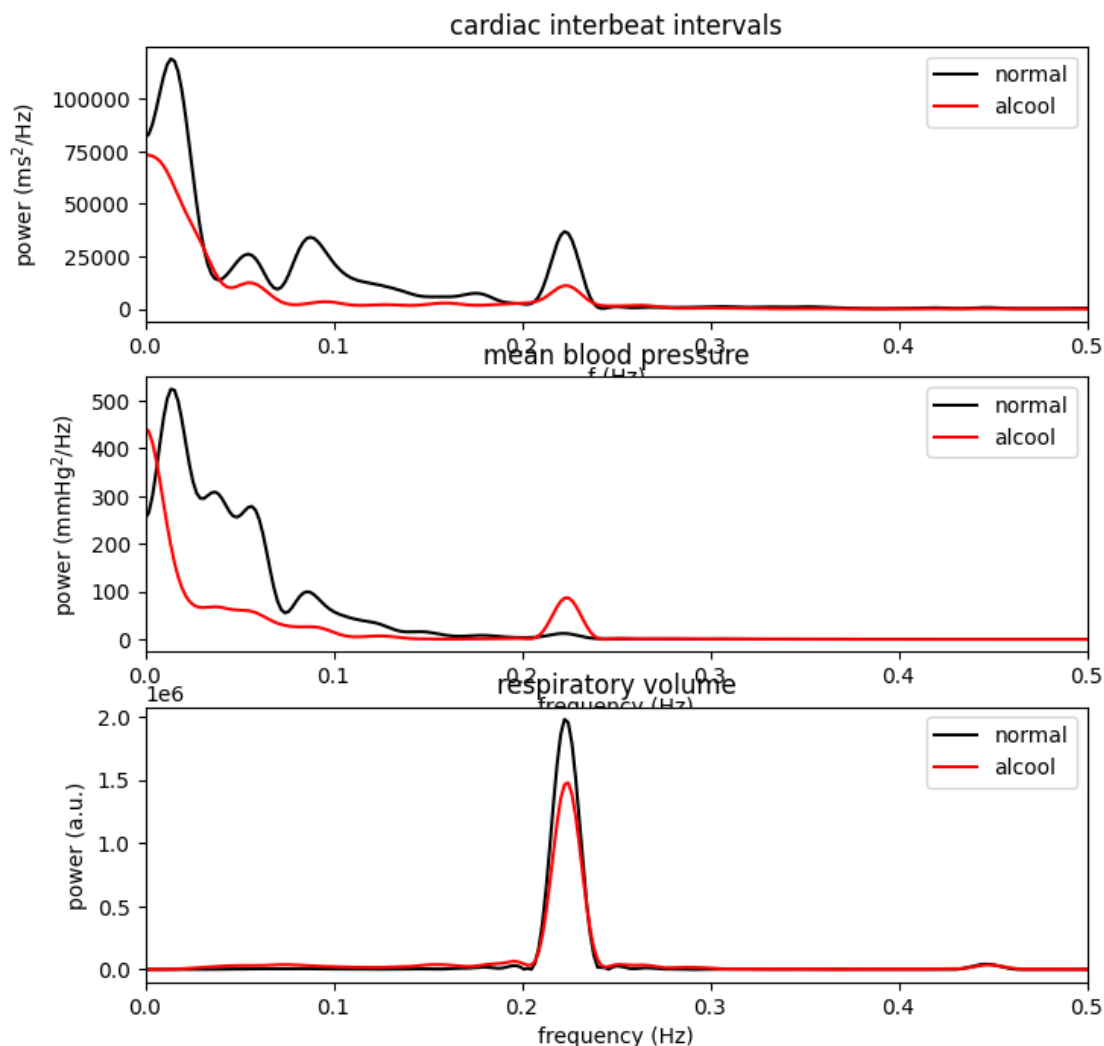 cardiac interbeat intervals
power (ms²/Hz)
100000
75000
50000
25000
0
normal
alcool
0.0 0.1 0.2 0.3 0.4 0.5
f (Hz)
mean blood pressure
power (mmHg²/Hz)
500
400
300
200
100
0
normal
alcool
0.0 0.1 0.2 0.3 0.4 0.5
frequency (Hz)
respiratory volume
1e6
power (a.u.)
2.0
1.5
1.0
0.5
0.0
normal
alcool
0.0 0.1 0.2 0.3 0.4 0.5
frequency (Hz)